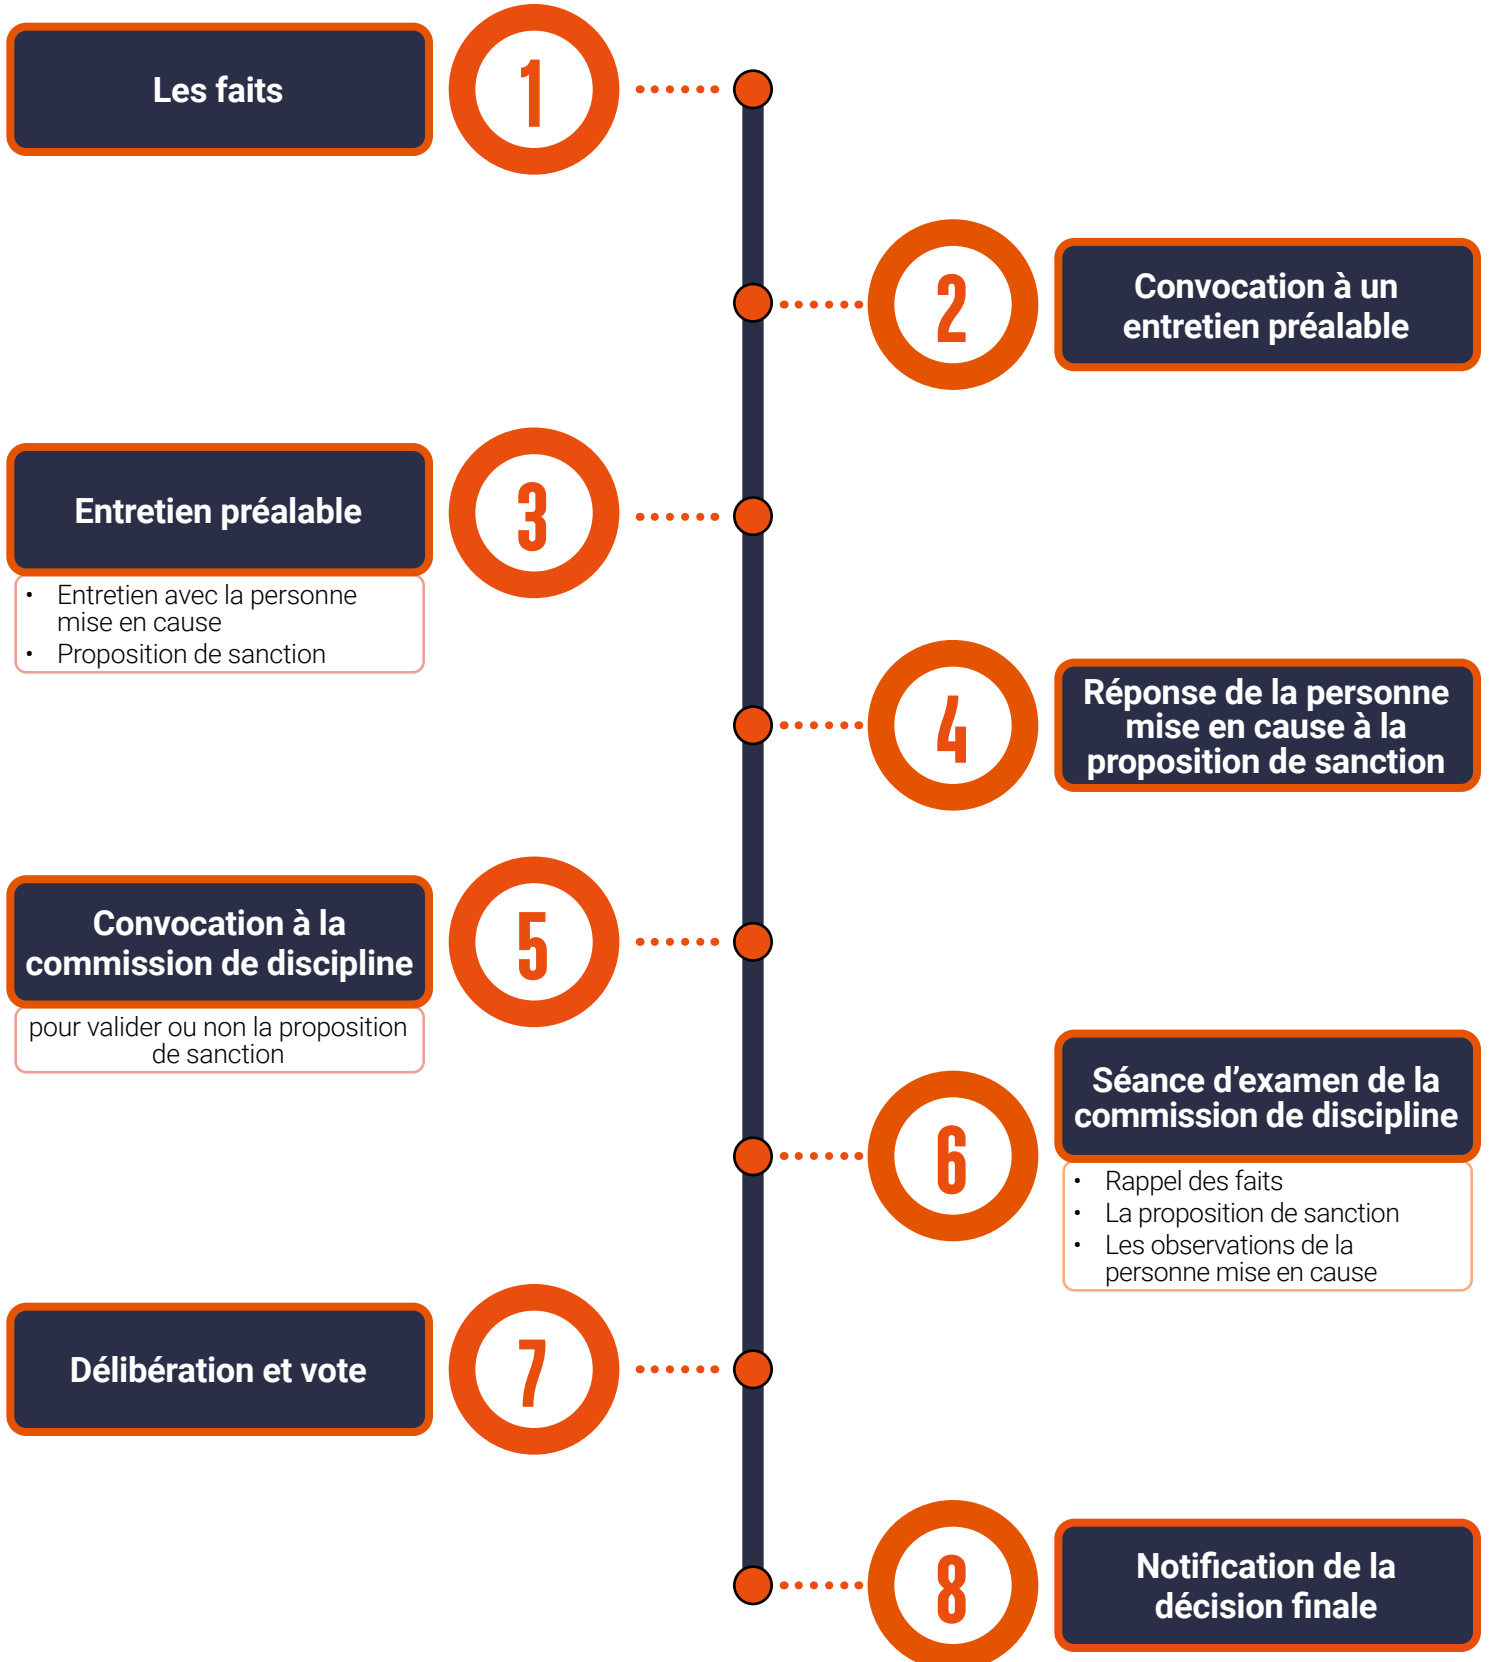 Les faits
1
2
Convocation à un
entretien préalable
Entretien préalable
3
• Entretien avec la personne
mise en cause
• Proposition de sanction
4
Réponse de la personne
mise en cause à la
proposition de sanction
Convocation à la
commission de discipline
5
pour valider ou non la proposition
de sanction
6
Séance d’examen de la
commission de discipline
• Rappel des faits
• La proposition de sanction
• Les observations de la
personne mise en cause
Délibération et vote
7
8
Notification de la
décision finale